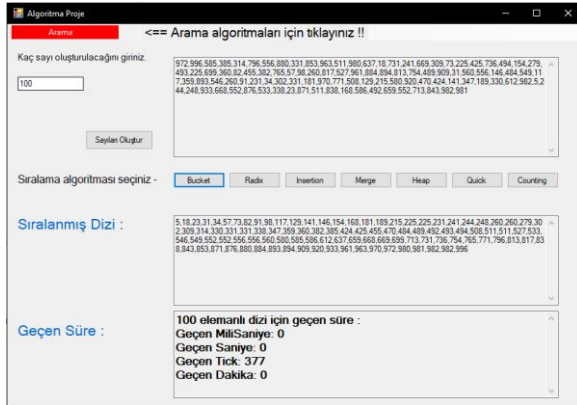 Algoritma Proje
Arama
<== Arama algoritmaları için tıklayınız !!
Kaç sayı oluşturulacağını giriniz.
100
Sayıları Oluştur
972,996,585,385,314,796,556,880,331,853,963,511,980,637,18,731,241,669,309,73,225,425,736,494,154,279,
493,225,699,360,82,455,382,765,57,98,260,817,527,961,884,894,813,754,489,909,31,560,556,146,484,549,11
7,359,893,546,260,91,231,34,302,331,181,970,771,508,129,215,580,920,470,424,141,347,189,330,612,982,5,2
44,248,933,668,552,876,533,338,23,871,511,838,168,586,492,659,552,713,843,982,981
Sıralama algoritması seçiniz -
Bucket
Radix
Insertion
Merge
Heap
Quick
Counting
Sıralanmış Dizi :
5,18,23,31,34,57,73,82,91,98,117,129,141,146,154,168,181,189,215,225,225,231,241,244,248,260,260,279,30
2,309,314,330,331,331,338,347,359,360,382,385,424,425,455,470,484,489,492,493,494,508,511,511,527,533,
546,549,552,552,556,556,560,580,585,586,612,637,659,668,669,699,713,731,736,754,765,771,796,813,817,83
8,843,853,871,876,880,884,893,894,909,920,933,961,963,970,972,980,981,982,982,996
Geçen Süre :
100 elemanlı dizi için geçen süre :
Geçen MiliSaniye: 0
Geçen Saniye: 0
Geçen Tick: 377
Geçen Dakika: 0